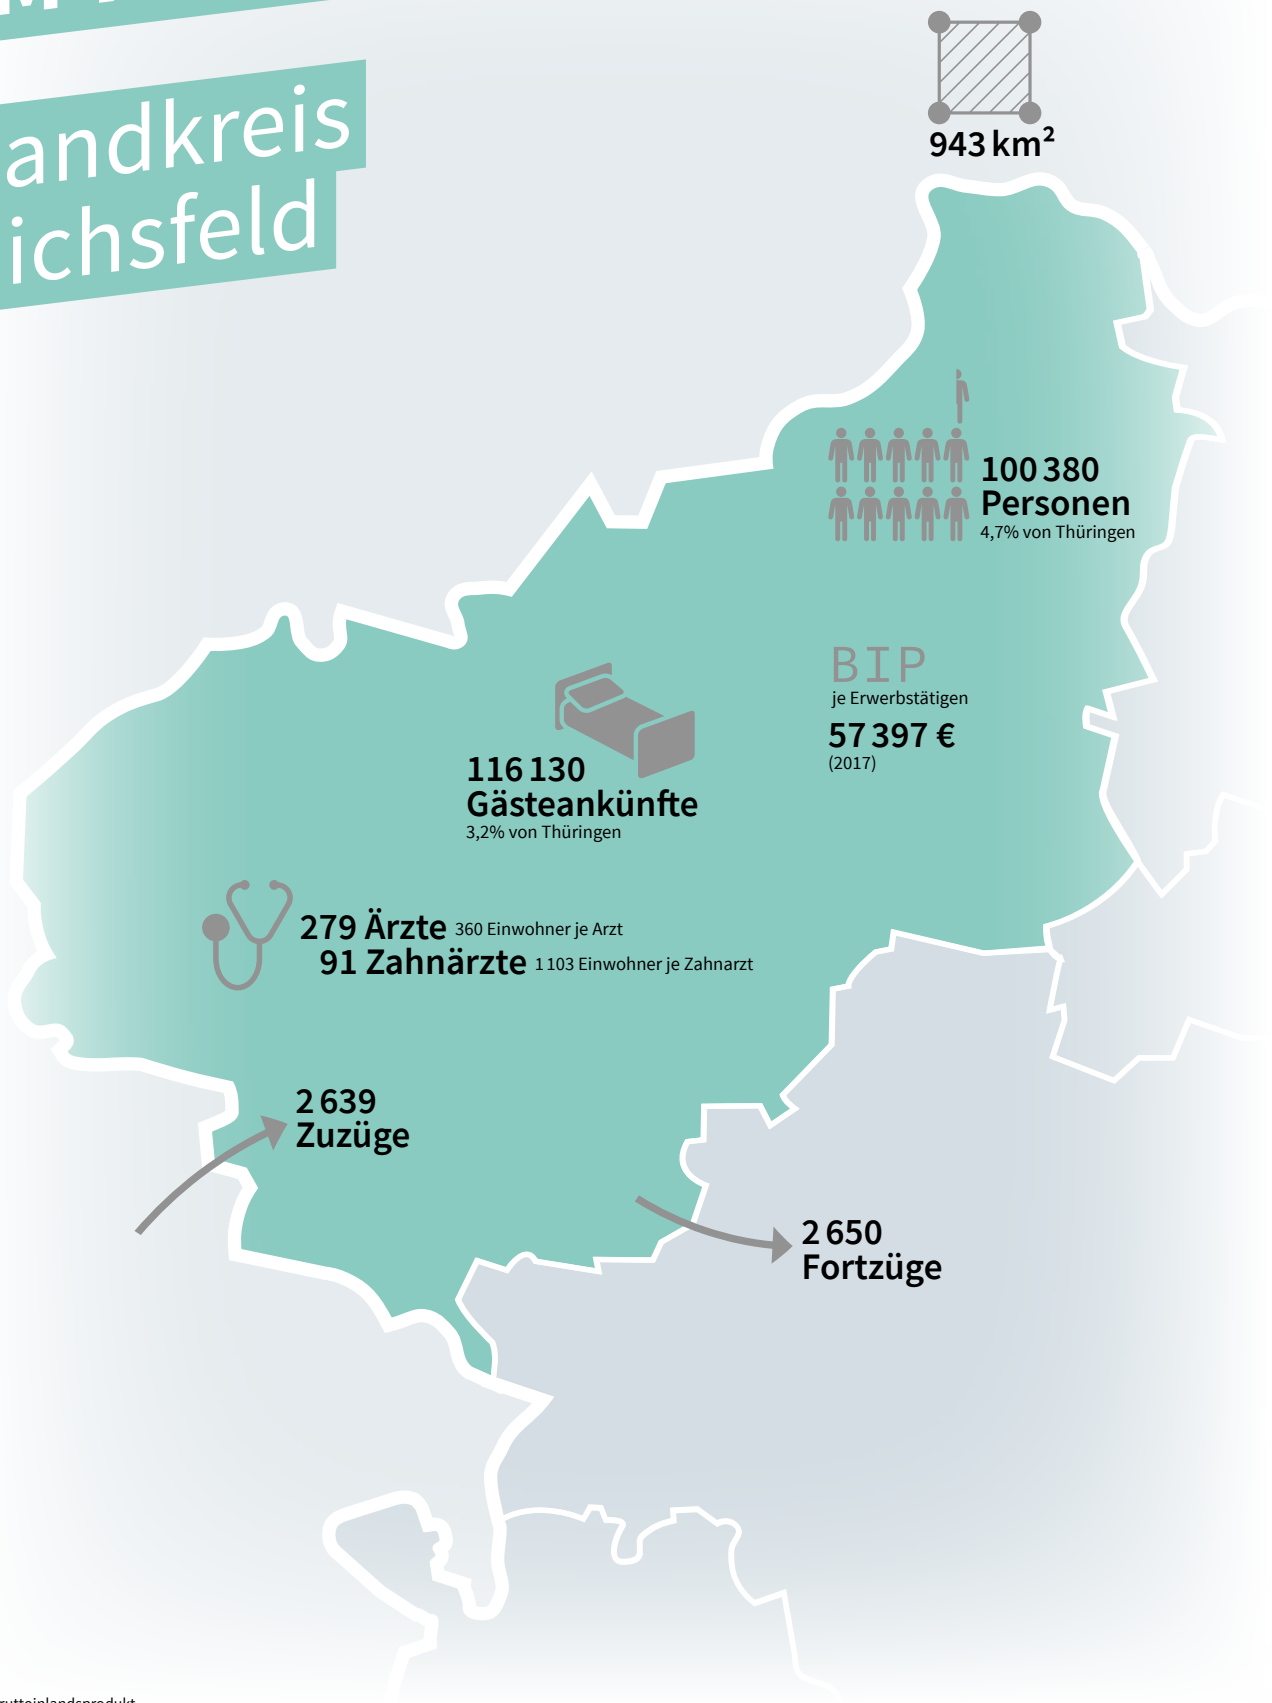 andkreis
ichsfeld
943 km²
100 380
Personen
4,7% von Thüringen
BIP
je Erwerbstätigen
57 397 €
(2017)
116 130
Gästeankünfte
3,2% von Thüringen
279 Ärzte 360 Einwohner je Arzt
91 Zahnärzte 1 103 Einwohner je Zahnarzt
2 639
Zuzüge
2 650
Fortzüge